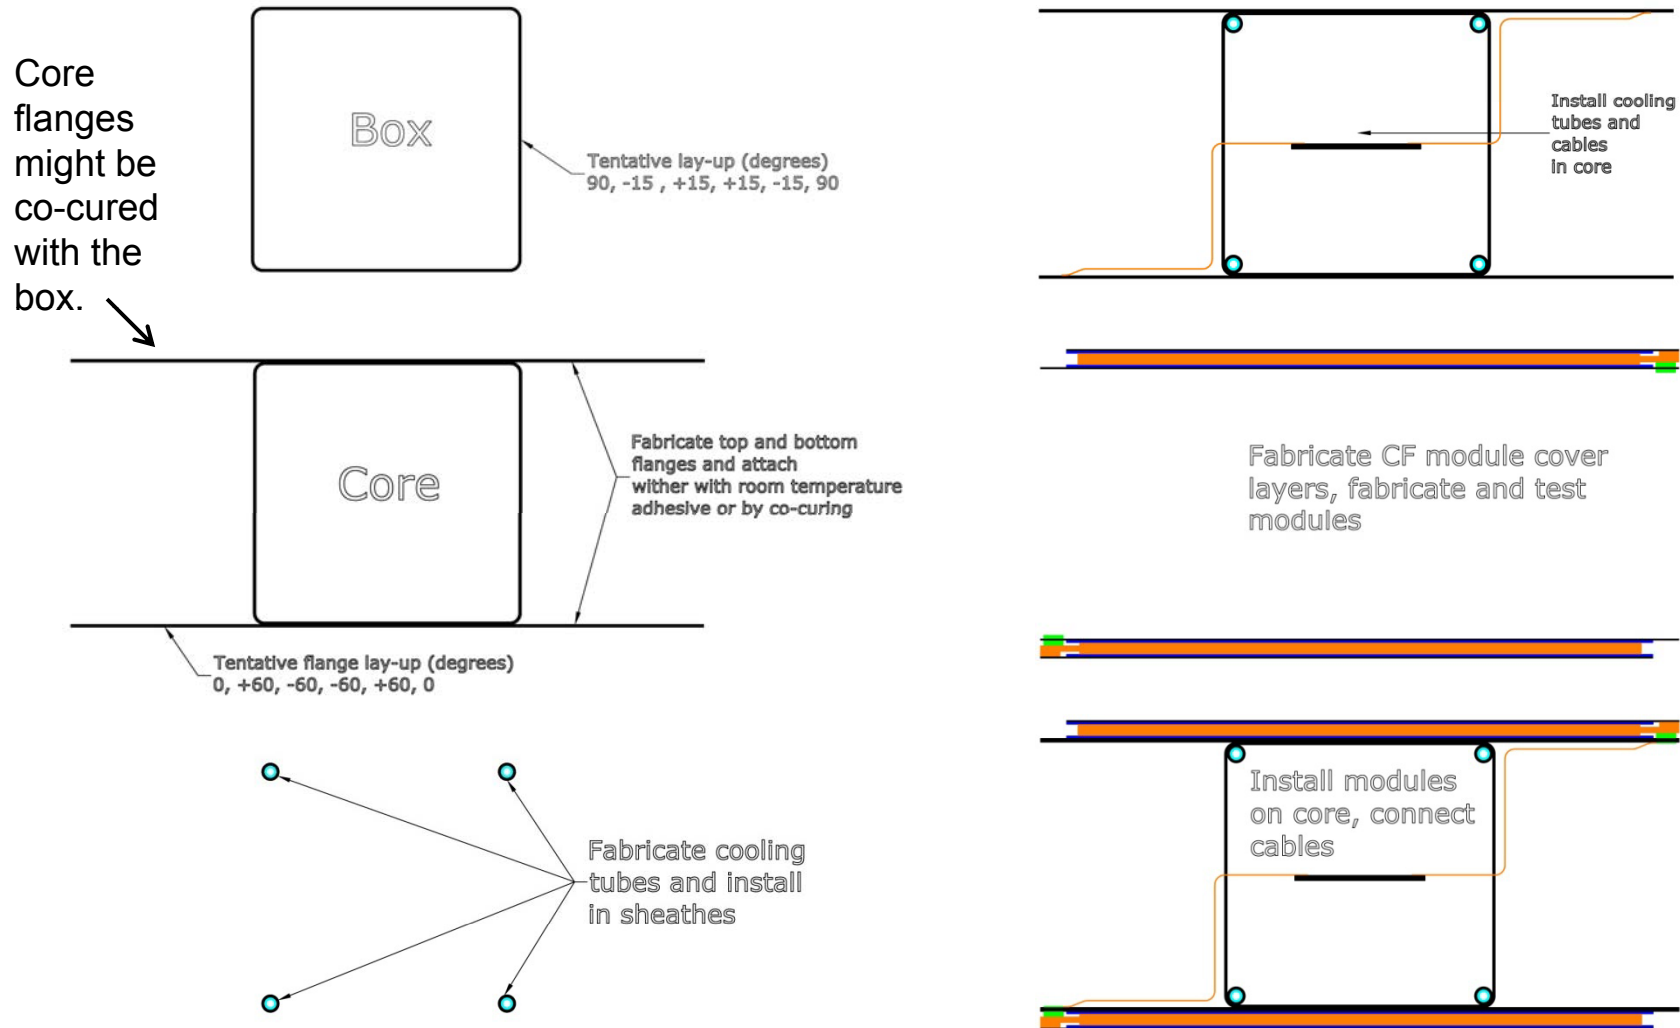 Core
flanges
might be
co-cured
with the
box.
Box
Tentative lay-up (degrees)
90, -15 , +15, +15, -15, 90
Core
Fabricate top and bottom
flanges and attach
wither with room temperature
adhesive or by co-curing
Tentative flange lay-up (degrees)
0, +60, -60, -60, +60, 0
Fabricate cooling
tubes and install
in sheathes
Install cooling
tubes and
cables
in core
Fabricate CF module cover
layers, fabricate and test
modules
Install modules
on core, connect
cables